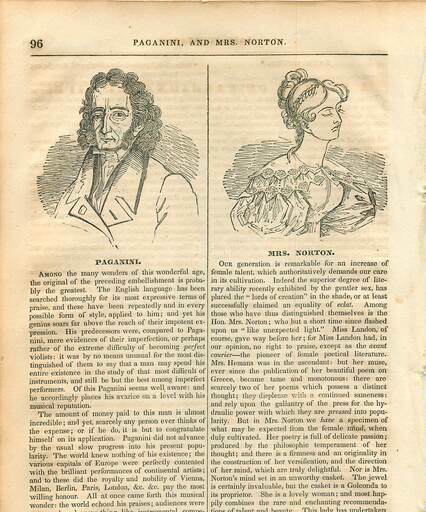 96
PAGANINI, AND MRS. NORTON.
PAGANINI.
AMONG the many wonders of this wonderful age,
the original of the preceding embellishment is proba-
bly the greatest. The English language has been
searched thoroughly for its most expressive terms of
praise, and those have been repeatedly and in every
possible form of style, applied to him; and yet his
genius soars far above the reach of their impotent ex-
pression. His predecessors were, compared to Paga-
nini, mere evidences of their imperfection, or perhaps
rather of the extreme difficulty of becoming perfect
violists: it was by no means unusual for the most dis-
tinguished of them to say that a man may spend his
entire existence in the study of that most difficult of
instruments, and still be but the best among imperfect
performers. Of this Paganini seems well aware: and
he accordingly places his avarice on a level with his
musical reputation.
The amount of money paid to this man is almost
incredible; and yet, scarcely any person ever thinks of
the expense; or if he do, it is but to congratulate
himself on its application. Paganini did not advance
by the usual slow progress into his present popu-
larity. The world knew nothing of his existence; the
various capitals of Europe were perfectly contented
with the brilliant performances of continental artists;
and to these did the royalty and nobility of Vienna,
Milan, Berlin, Paris, London, &c. &c. pay the most
willing honour. All at once came forth this musical
wonder: the world echoed his praises; audiences were
MRS. NORTON.
OUR generation is remarkable for an increase of
female talent, which authoritatively demands our care
in its cultivation. Indeed the superior degree of lite-
rary ability recently exhibited by the gentler sex, has
placed the "lords of creation" in the shade, or at least
successfully claimed an equality of eclat. Among
those who have thus distinguished themselves is the
Hon. Mrs. Norton; who had a short time since flashed
upon us "like unexpected light." Miss Landon, of
course, gave way before her; for Miss Landon had, in
our opinion, no right to praise, except as the avant
courier—the pioneer of female poetical literature.
Mrs. Hemans was in the ascendant: but her muse,
ever since the publication of her beautiful poem on
Greece, became tame and monotonous: there are
scarcely two of her poems which possess a distinct
thought; they displease with a continued sameness:
and rely upon the gallantry of the press for the hy-
draulic power with which they are pressed into popu-
larity. But in Mrs. Norton we have a specimen of
what may be expected from the female mind, when
duly cultivated. Her poetry is full of delicate passion;
produced by the philosophic temperament of her
thought; and there is a firmness and an originality in
the construction of her versification, and the direction
of her mind, which are truly delightful. Nor is Mrs.
Norton's mind set in an unworthy casket. The jewel
is certainly invaluable, but the casket is a Golconda to
its proprietor. She is a lovely woman; and most hap-
pily combines the rare and enchanting recommenda-
tions of talent and beauty. This lady has undertaken